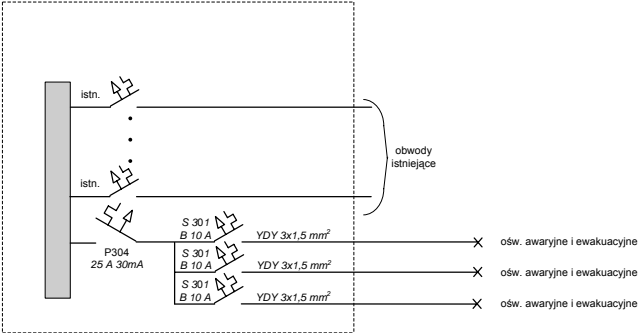 istn.
obwody
istniejące
istn.
S 301
B 10 A
YDY 3x1,5 mm²
ośw. awaryjne i ewakuacyjne
P304
25 A 30mA
S 301
B 10 A
YDY 3x1,5 mm²
ośw. awaryjne i ewakuacyjne
S 301
B 10 A
YDY 3x1,5 mm²
ośw. awaryjne i ewakuacyjne